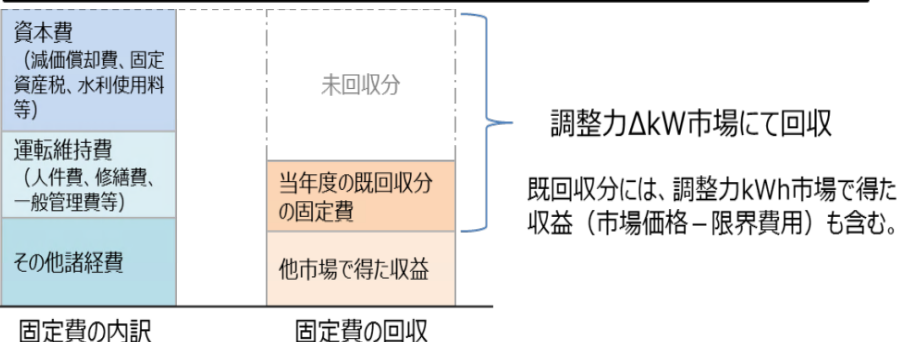 資本費
（減価償却費、固定
資産税、水利使用料
等）
運転維持費
（人件費、修繕費、
一般管理費等）
その他諸経費
固定費の内訳
未回収分
当年度の既回収分
の固定費
他市場で得た収益
固定費の回収
調整力ΔkW市場にて回収
既回収分には、調整力kWh市場で得た
収益（市場価格－限界費用）も含む。